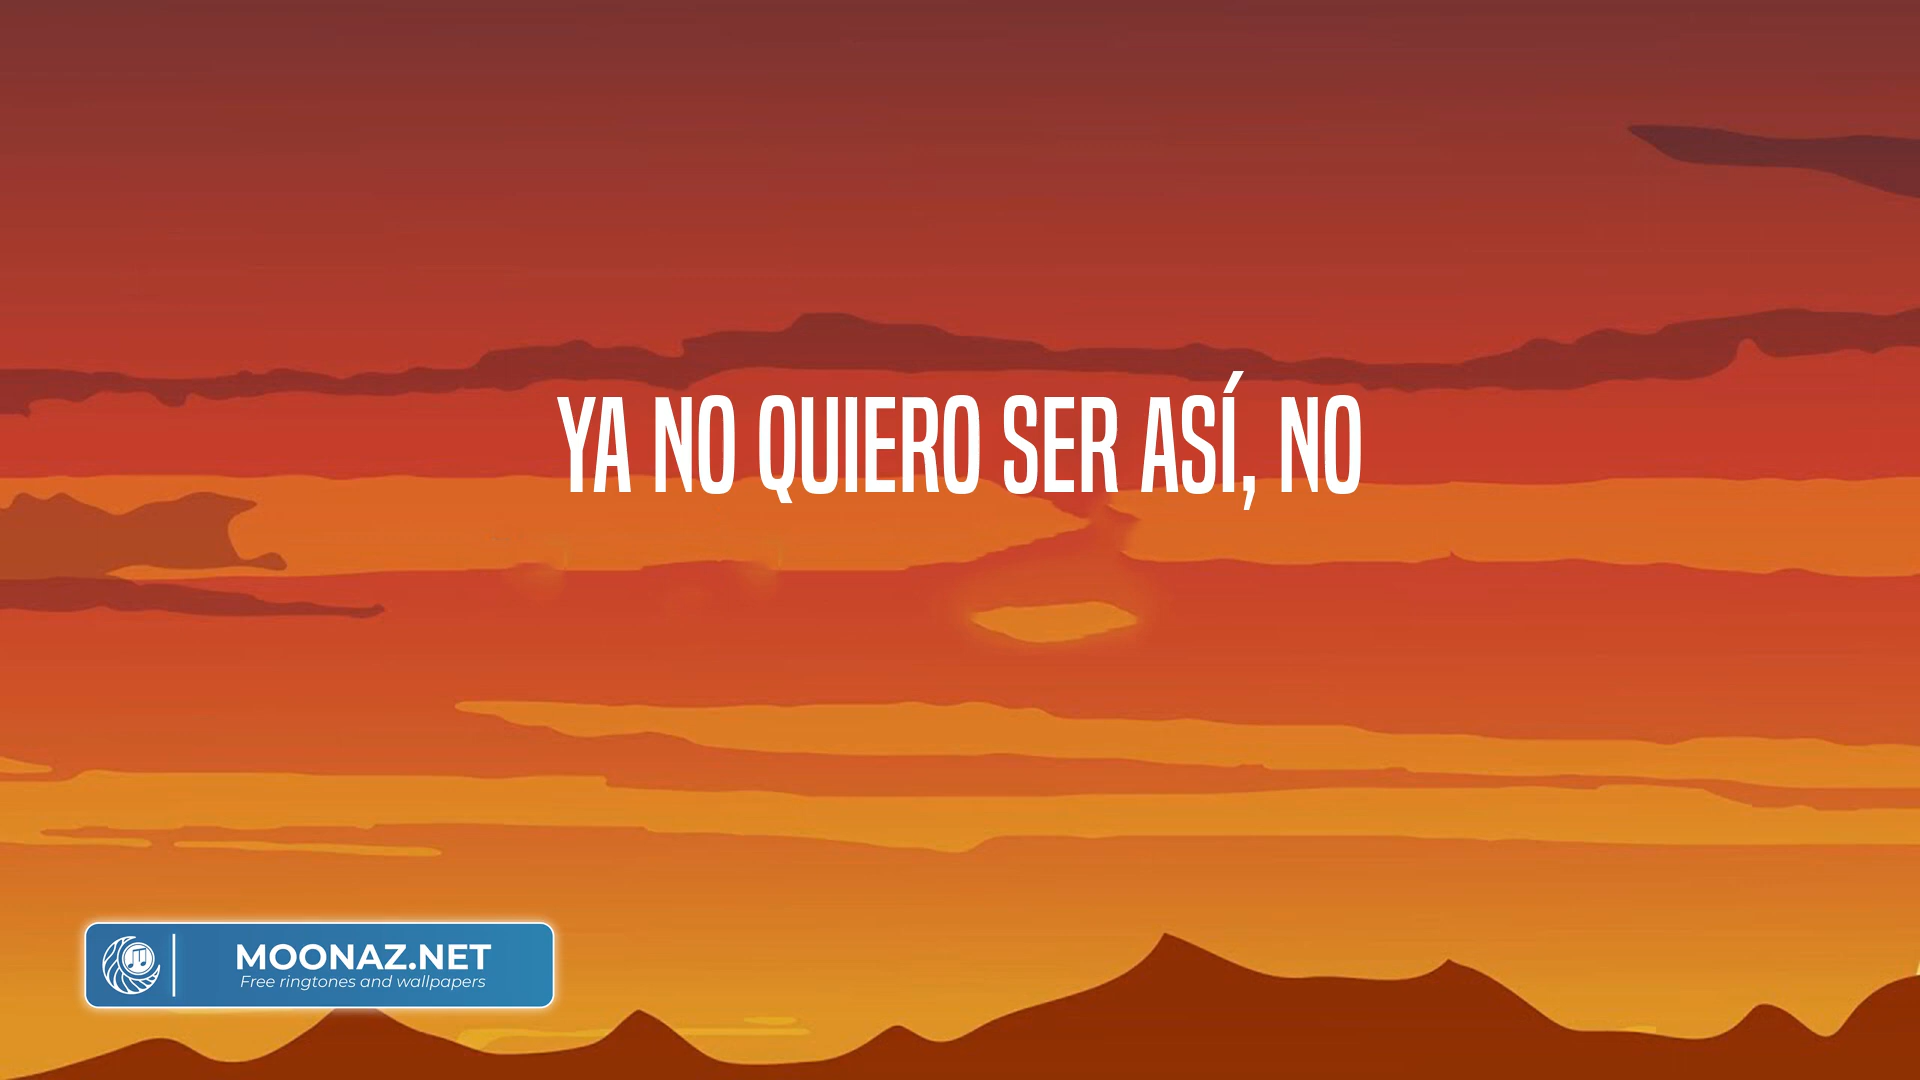 YA NO QUIERO SER ASÍ, NO
MOONAZ.NET
Free ringtones and wallpapers